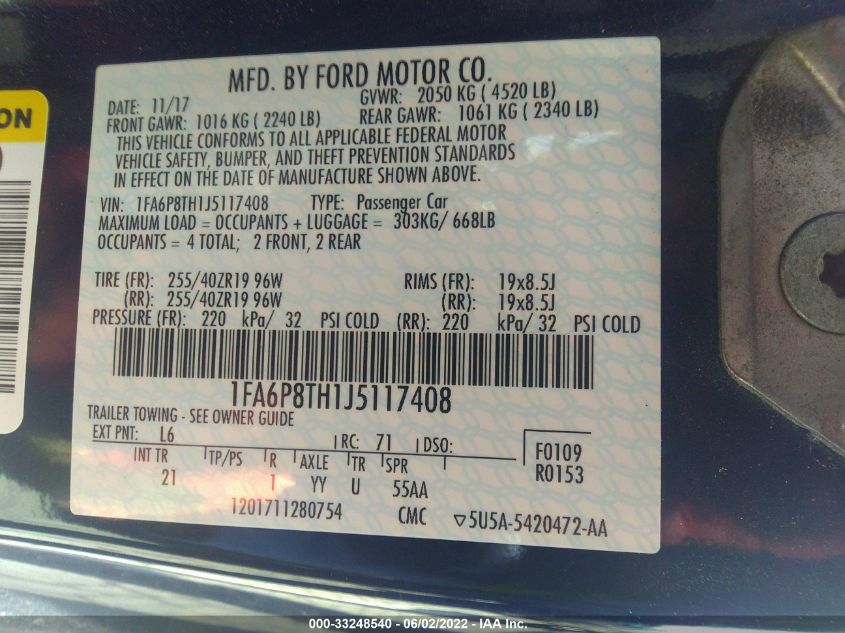 ON
MFD. BY FORD MOTOR CO.
DATE: 11/17 GVWR: 2050 KG ( 4520 LB)
FRONT GAWR: 1016 KG ( 2240 LB) REAR GAWR: 1061 KG ( 2340 LB)
THIS VEHICLE CONFORMS TO ALL APPLICABLE FEDERAL MOTOR
VEHICLE SAFETY, BUMPER, AND THEFT PREVENTION STANDARDS
IN EFFECT ON THE DATE OF MANUFACTURE SHOWN ABOVE.
VIN: 1FA6P8TH1J5117408 TYPE: Passenger Car
MAXIMUM LOAD = OCCUPANTS + LUGGAGE = 303KG/ 668LB
OCCUPANTS = 4 TOTAL; 2 FRONT, 2 REAR
TIRE (FR): 255/40ZR19 96W RIMS (FR): 19x8.5J
(RR): 255/40ZR19 96W (RR): 19x8.5J
PRESSURE (FR): 220 kPa/ 32 PSI COLD (RR): 220 kPa/ 32 PSI COLD
1FA6P8TH1J5117408
TRAILER TOWING - SEE OWNER GUIDE
EXT PNT: L6 RC: 71 DSO: F0109
INT TR TP/PS R AXLE TR SPR R0153
21 1 YY U 55AA
1201711280754 CMC ▽5U5A-5420472-AA
000-33248540 - 06/02/2022 - IAA Inc.